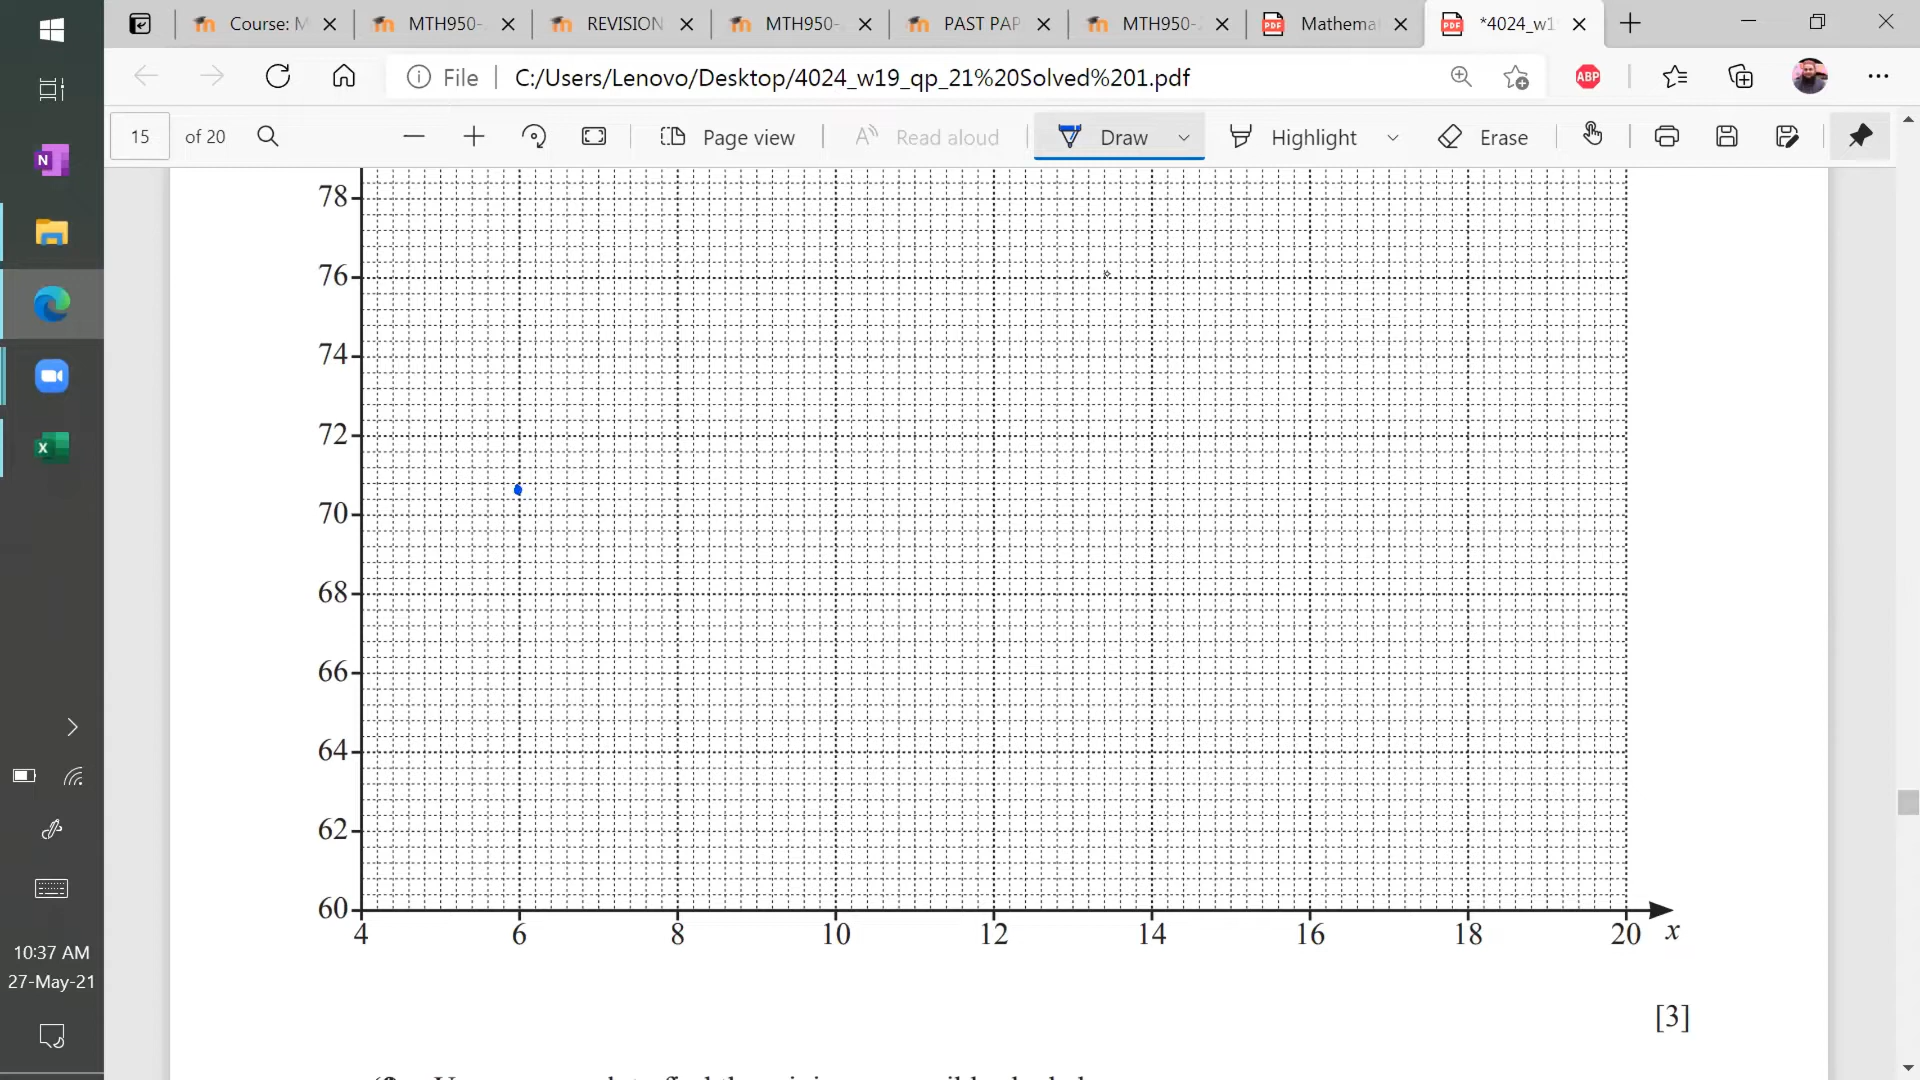 Course: M
MTH950-
REVISION
MTH950-
PAST PAP
MTH950-
Mathema
*4024_w1
File
C:/Users/Lenovo/Desktop/4024_w19_qp_21%20Solved%201.pdf
ABP
15 of 20
Page view
A Read aloud
Draw
Highlight
Erase
N
X
78
76
74
72
70
68
66
64
62
60
4 6 8 10 12 14 16 18 20 x
[3]
10:37 AM
27-May-21